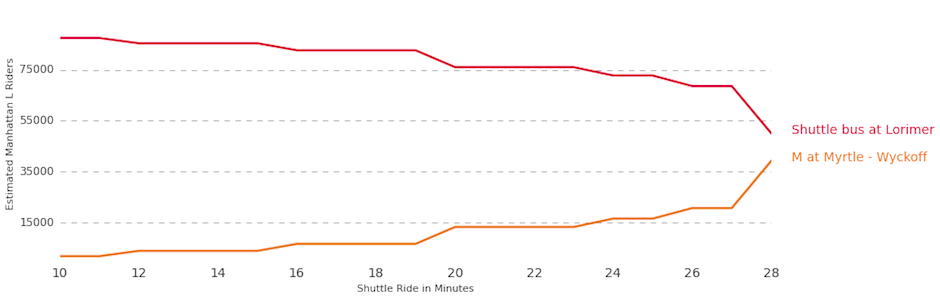 Estimated Manhattan L Riders
75000
55000
35000
15000
10 12 14 16 18 20 22 24 26 28
Shuttle Ride in Minutes
Shuttle bus at Lorimer
M at Myrtle - Wyckoff